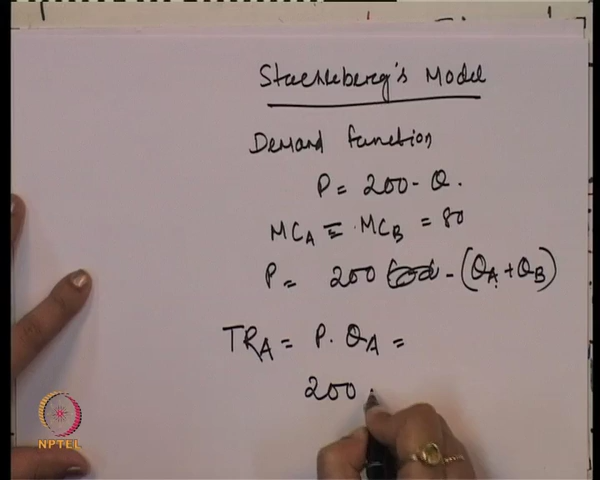 Stackleberg's Model
Demand function
P = 200 - Q.
MCA = MCB = 80
P = 200 - (QA + QB)
TRA = P. QA =
200
NPTEL